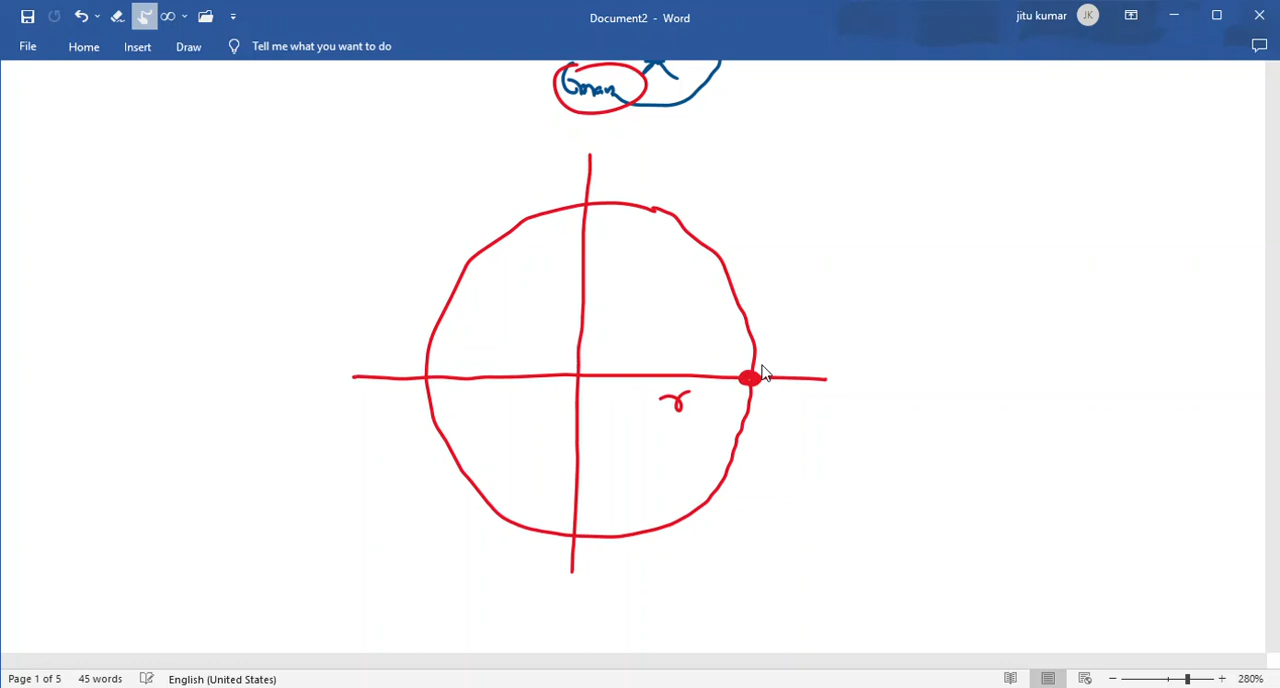 Document2 - Word
jitu kumar
JK
File Home Insert Draw Tell me what you want to do
r
Page 1 of 5 45 words English (United States) 280%